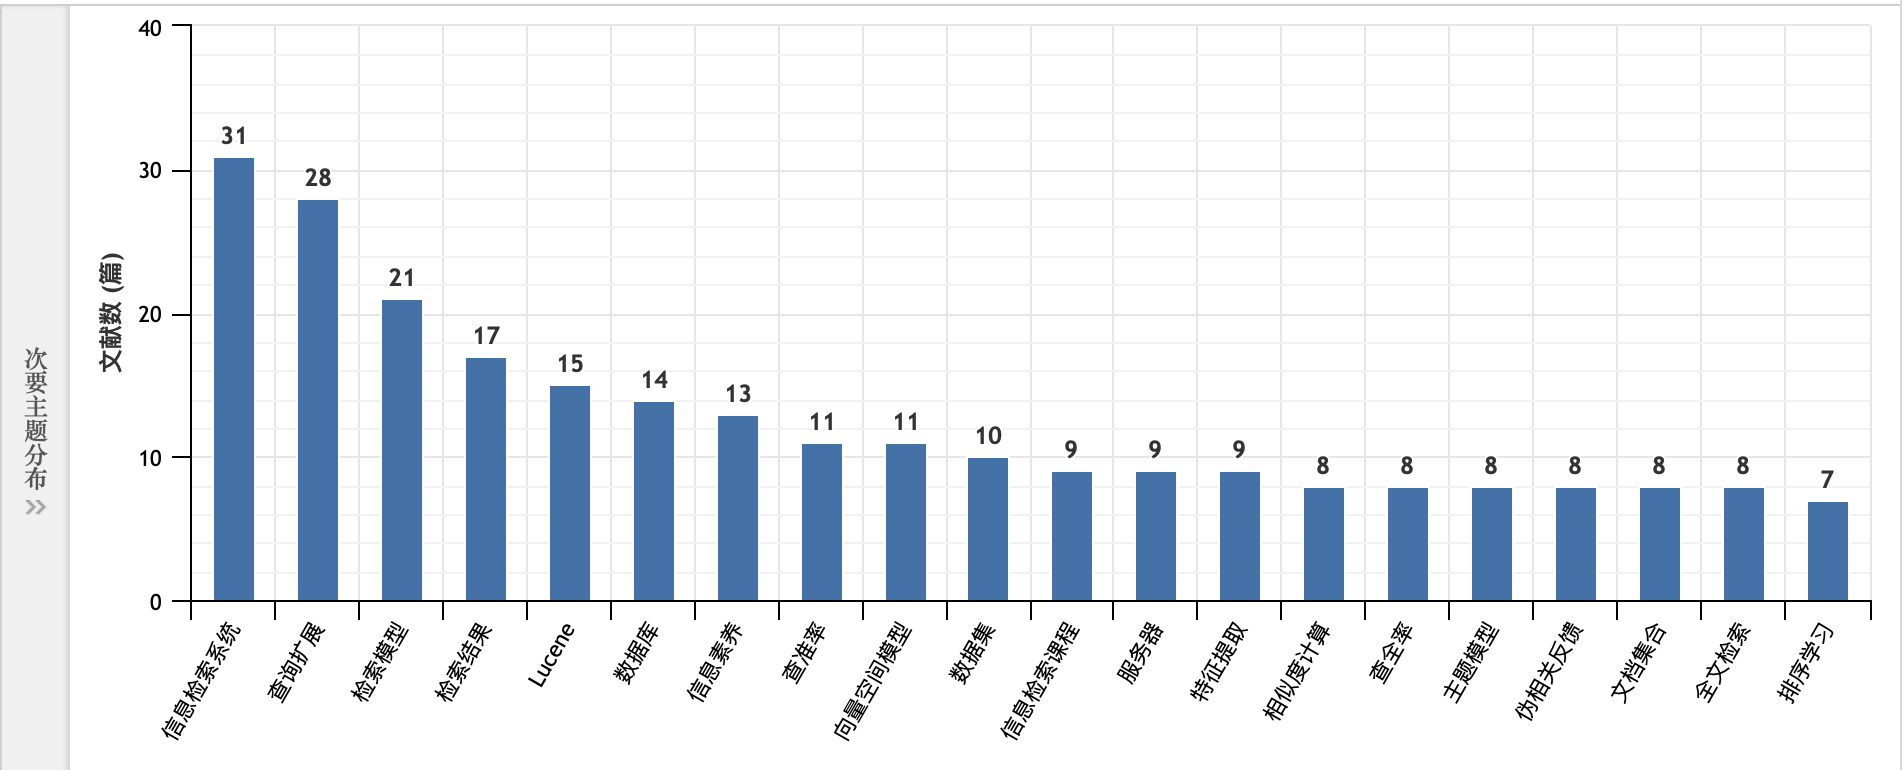 次要主题分布
文献数 (篇)
40
30
20
10
0
31
28
21
17
15
14
13
11
11
10
9
9
9
8
8
8
8
8
8
7
信息检索系统
查询扩展
检索模型
检索结果
Lucene
数据库
信息素养
查准率
向量空间模型
数据集
信息检索课程
服务器
特征提取
相似度计算
查全率
主题模型
伪相关反馈
文档集合
全文检索
排序学习